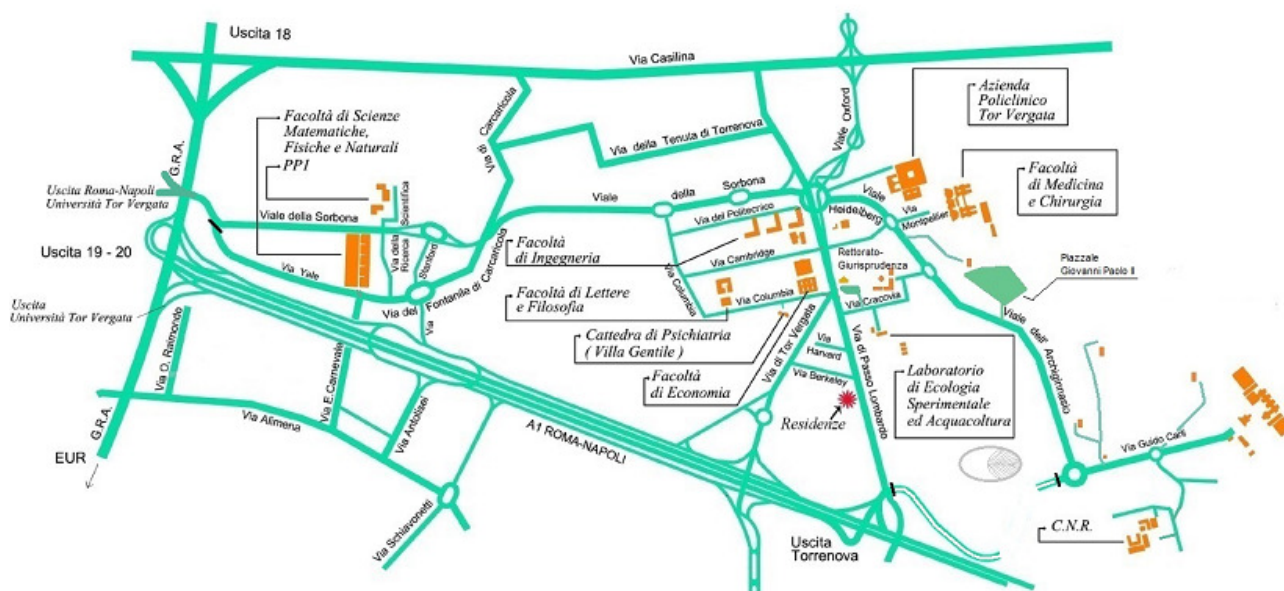 Uscita 18
Via Casilina
G.R.A.
Facoltà di Scienze
Matematiche,
Fisiche e Naturali
PPI
Via di Carcaricola
Via della Tenuta di Torrenova
Viale Oxford
Azienda
Policlinico
Tor Vergata
Facoltà
di Medicina
e Chirurgia
Uscita Roma-Napoli
Università Tor Vergata
Viale della Sorbona
Viale della Sorbona
Via del Politecnico
Viale Heidelberg
Via Montpellier
Uscita 19 - 20
Via Yale
Via della Ricerca Scientifica
Via Stanford
Via del Fontanile di Carcaricola
Facoltà
di Ingegneria
Via Cambridge
Rettorato-
Giurisprudenza
Piazzale
Giovanni Paolo II
Facoltà di Lettere
e Filosofia
Via Columbia
Via Columbia
Via Cracovia
Uscita
Università Tor Vergata
Via O. Raimondo
Via E.Carnevale
Via Antolisei
Cattedra di Psichiatria
( Villa Gentile )
Facoltà
di Economia
Via di Tor Vergata
Via Harvard
Via Berkeley
Via di Passo Lombardo
Laboratorio
di Ecologia
Sperimentale
ed Acquacoltura
Viale dell' Archiginnasio
Residenze
Via Alimena
G.R.A.
EUR
A1 ROMA-NAPOLI
Via Schiavonetti
Via Guido Carli
Uscita
Torrenova
C.N.R.